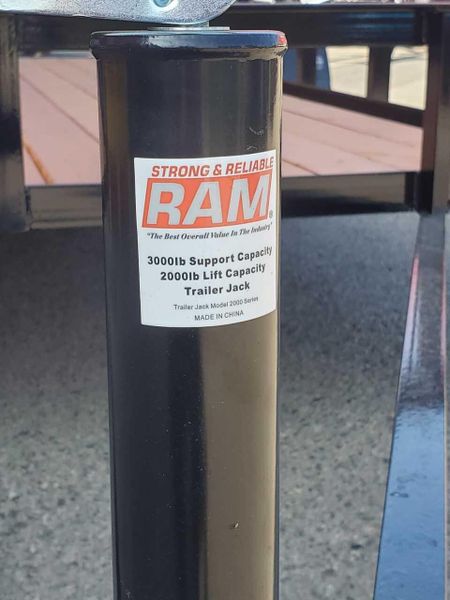 STRONG & RELIABLE
RAM®
"The Best Overall Value In The Industry"
3000lb Support Capacity
2000lb Lift Capacity
Trailer Jack
Trailer Jack Model 2000 Series
MADE IN CHINA